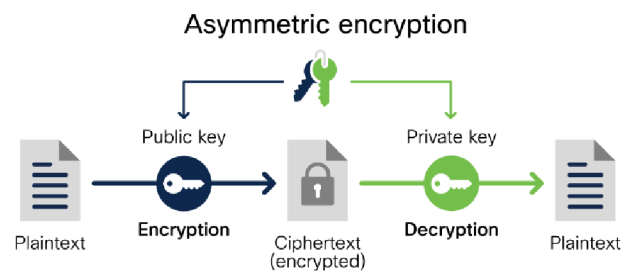 Asymmetric encryption
Public key
Private key
Plaintext
Encryption
Ciphertext
(encrypted)
Decryption
Plaintext